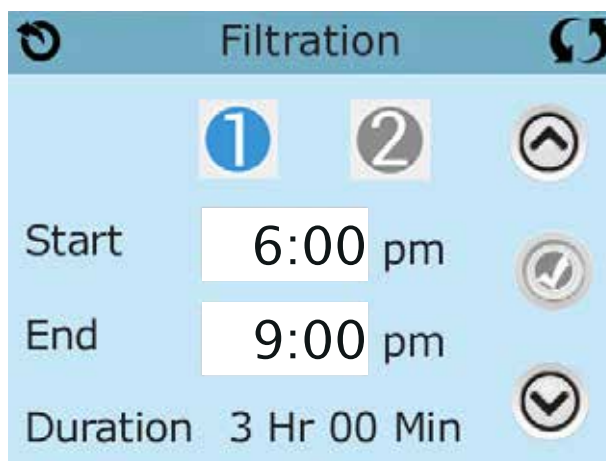 Filtration
1 2
Start 6:00 pm
End 9:00 pm
Duration 3 Hr 00 Min